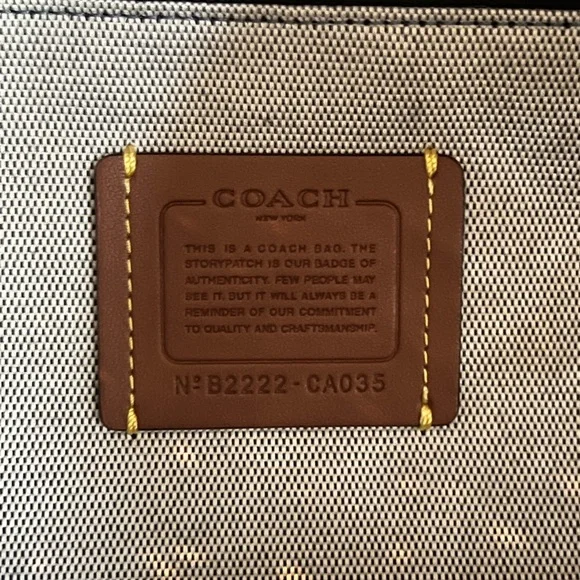 COACH
NEW YORK
THIS IS A COACH BAG. THE
STORYPATCH IS OUR BADGE OF
AUTHENTICITY. FEW PEOPLE MAY
SEE IT. BUT IT WILL ALWAYS BE A
REMINDER OF OUR COMMITMENT
TO QUALITY AND CRAFTSMANSHIP.
Nº B2222-CA035